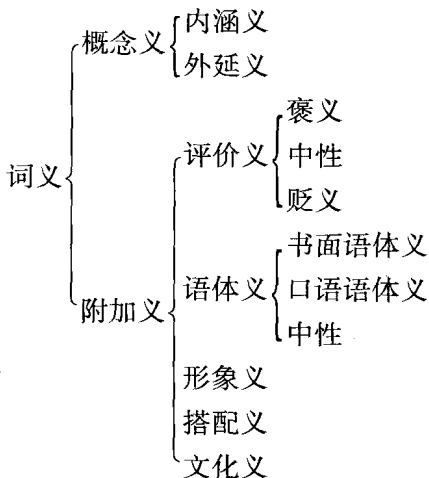 概念义
内涵义
外延义
词义
附加义
评价义
褒义
中性
贬义
语体义
书面语体义
口语语体义
中性
形象义
搭配义
文化义